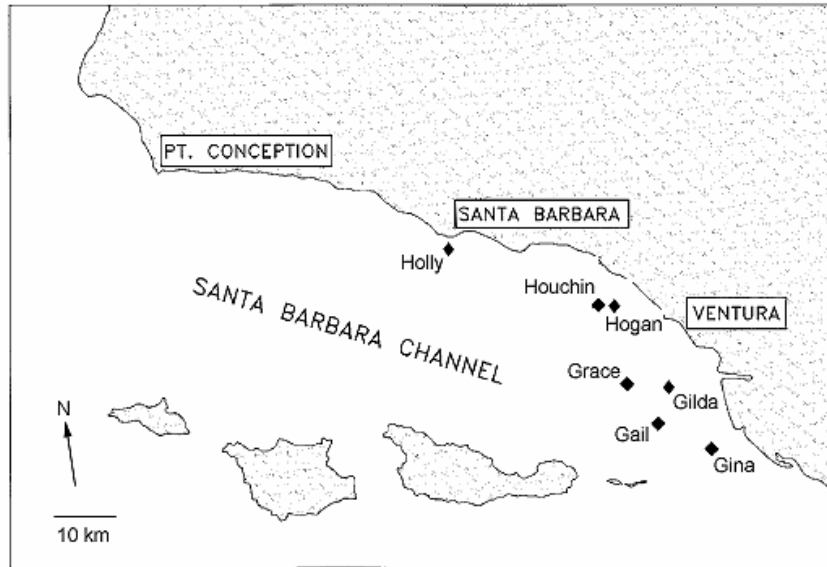 PT. CONCEPTION
SANTA BARBARA
Holly
SANTA BARBARA CHANNEL
Houchin
Hogan
VENTURA
Grace
Gilda
Gail
Gina
N
10 km